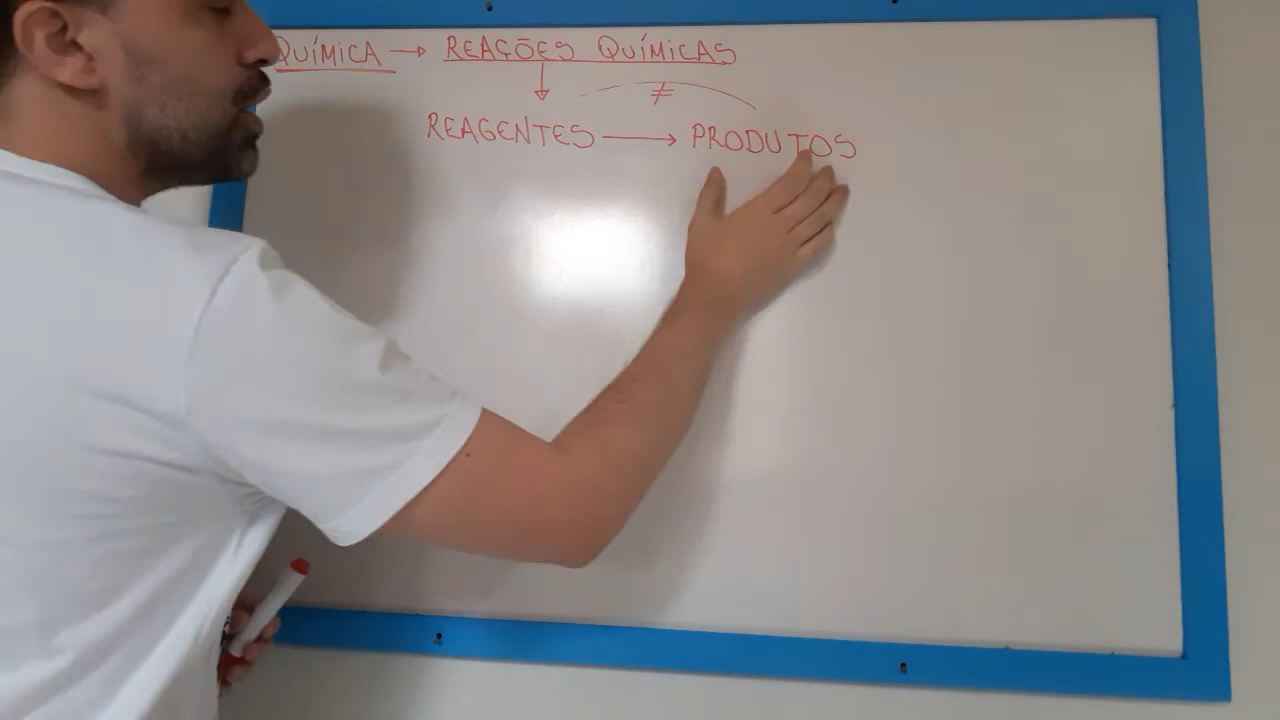 QUÍMICA → REAÇÕES QUÍMICAS
↓ ≠
REAGENTES → PRODUTOS